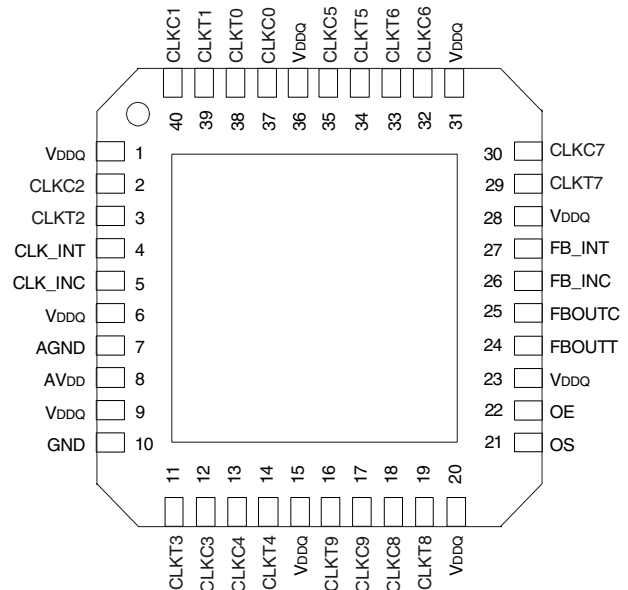 CLKC1 CLKT1 CLKT0 CLKC0 VDDQ CLKC5 CLKT5 CLKT6 CLKC6 VDDQ
40 39 38 37 36 35 34 33 32 31
VDDQ 1
CLKC2 2
CLKT2 3
CLK_INT 4
CLK_INC 5
VDDQ 6
AGND 7
AVDD 8
VDDQ 9
GND 10
30 CLKC7
29 CLKT7
28 VDDQ
27 FB_INT
26 FB_INC
25 FBOUTC
24 FBOUTT
23 VDDQ
22 OE
21 OS
11 12 13 14 15 16 17 18 19 20
CLKT3 CLKC3 CLKC4 CLKT4 VDDQ CLKT9 CLKC9 CLKC8 CLKT8 VDDQ